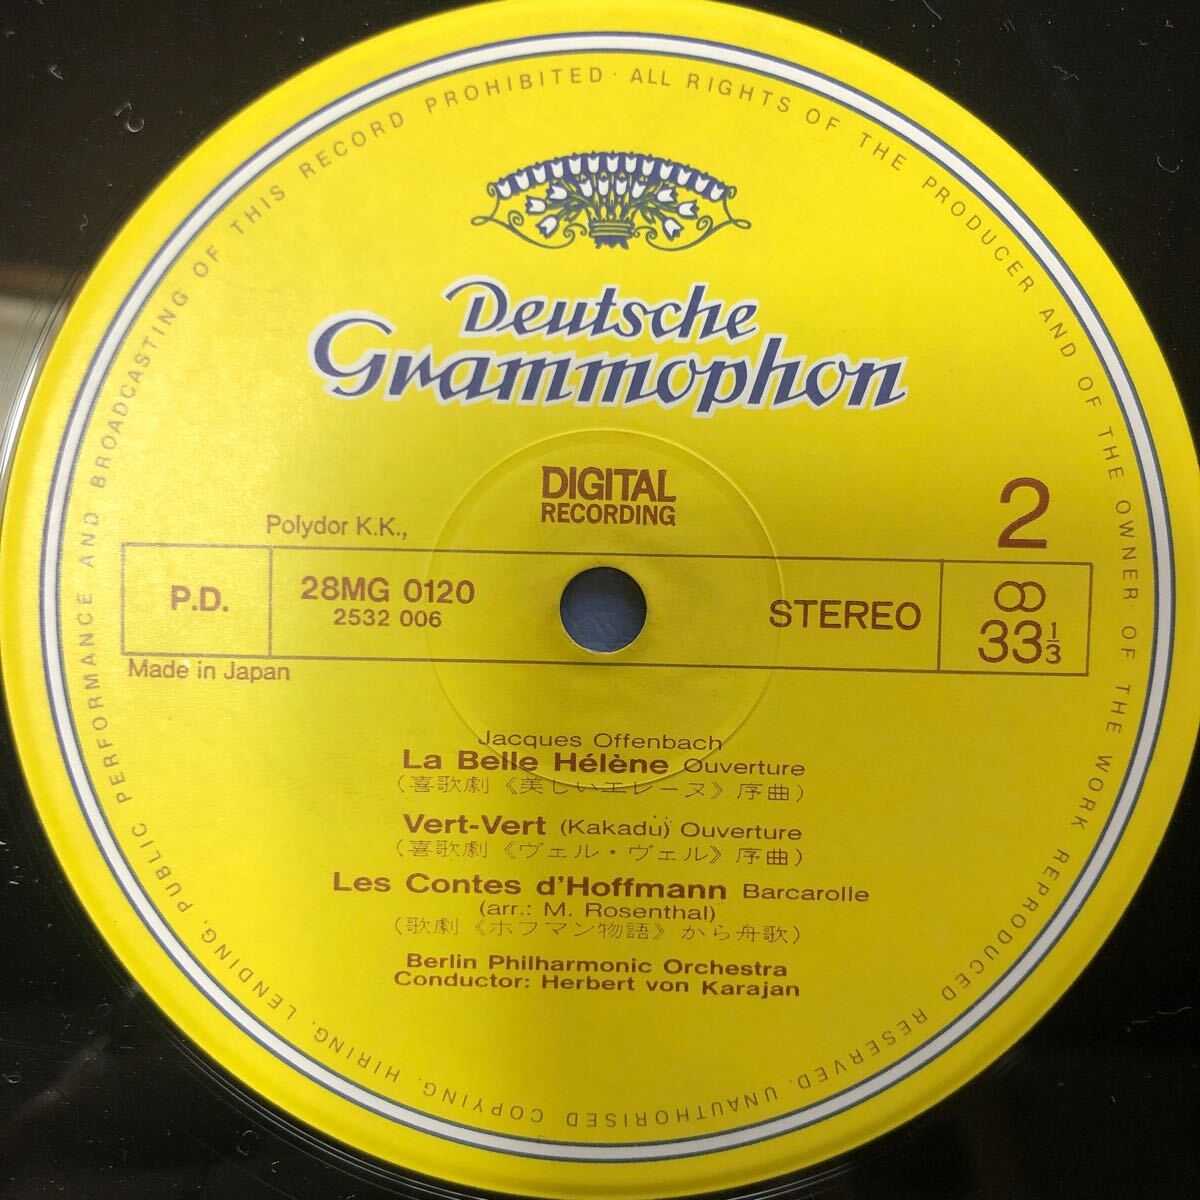 PUBLIC PERFORMANCE AND BROADCASTING OF THIS RECORD PROHIBITED · ALL RIGHTS OF THE PRODUCER AND OF THE OWNER OF THE WORK REPRODUCED RESERVED. UNAUTHORISED COPYING, HIRING, LENDING,
Deutsche
Grammophon
DIGITAL
RECORDING
2
Polydor K.K.,
P.D.
28MG 0120
2532 006
STEREO
33 1/3
Made in Japan
Jacques Offenbach
La Belle Hélène Ouverture
(喜歌劇《美しいエレーヌ》序曲)
Vert-Vert (Kakadu) Ouverture
(喜歌劇《ヴェル・ヴェル》序曲)
Les Contes d'Hoffmann Barcarolle
(arr.: M. Rosenthal)
(歌劇《ホフマン物語》から舟歌)
Berlin Philharmonic Orchestra
Conductor: Herbert von Karajan